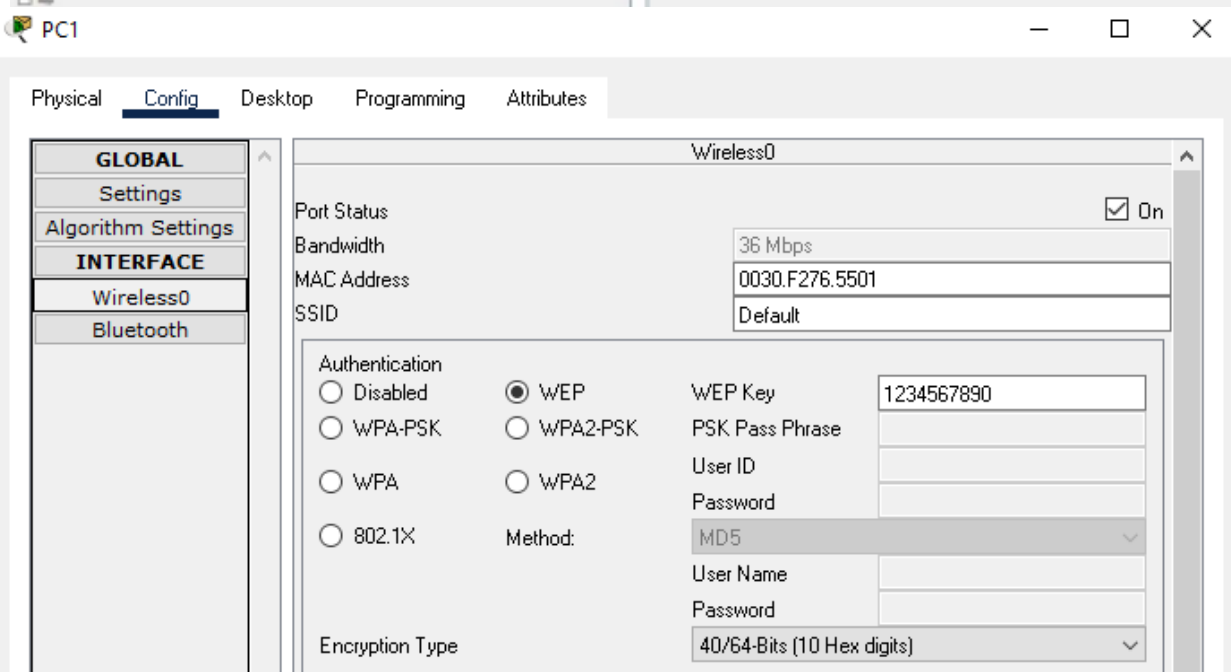 PC1
Physical Config Desktop Programming Attributes
GLOBAL
Settings
Algorithm Settings
INTERFACE
Wireless0
Bluetooth
Wireless0
Port Status On
Bandwidth 36 Mbps
MAC Address 0030.F276.5501
SSID Default
Authentication
Disabled WEP WEP Key 1234567890
WPA-PSK WPA2-PSK PSK Pass Phrase
User ID
WPA WPA2
Password
802.1X Method: MD5
User Name
Password
Encryption Type 40/64-Bits (10 Hex digits)